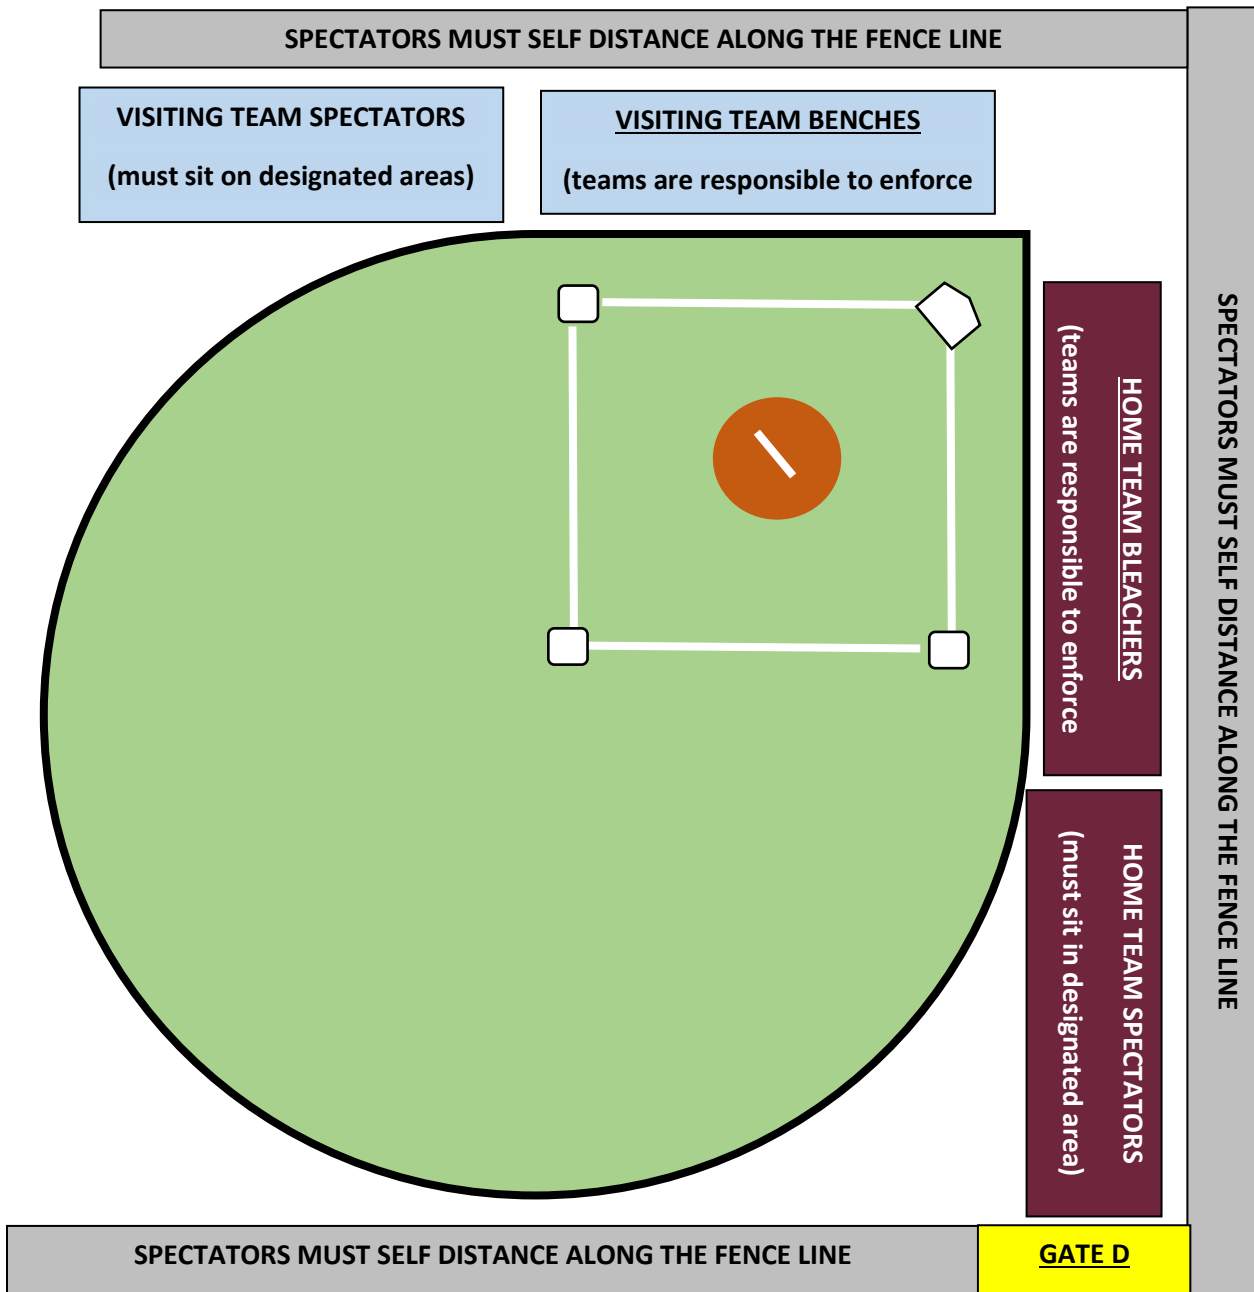 SPECTATORS MUST SELF DISTANCE ALONG THE FENCE LINE
VISITING TEAM SPECTATORS
(must sit on designated areas)
VISITING TEAM BENCHES
(teams are responsible to enforce
HOME TEAM BLEACHERS
(teams are responsible to enforce
SPECTATORS MUST SELF DISTANCE ALONG THE FENCE LINE
HOME TEAM SPECTATORS
(must sit in designated area)
SPECTATORS MUST SELF DISTANCE ALONG THE FENCE LINE
GATE D